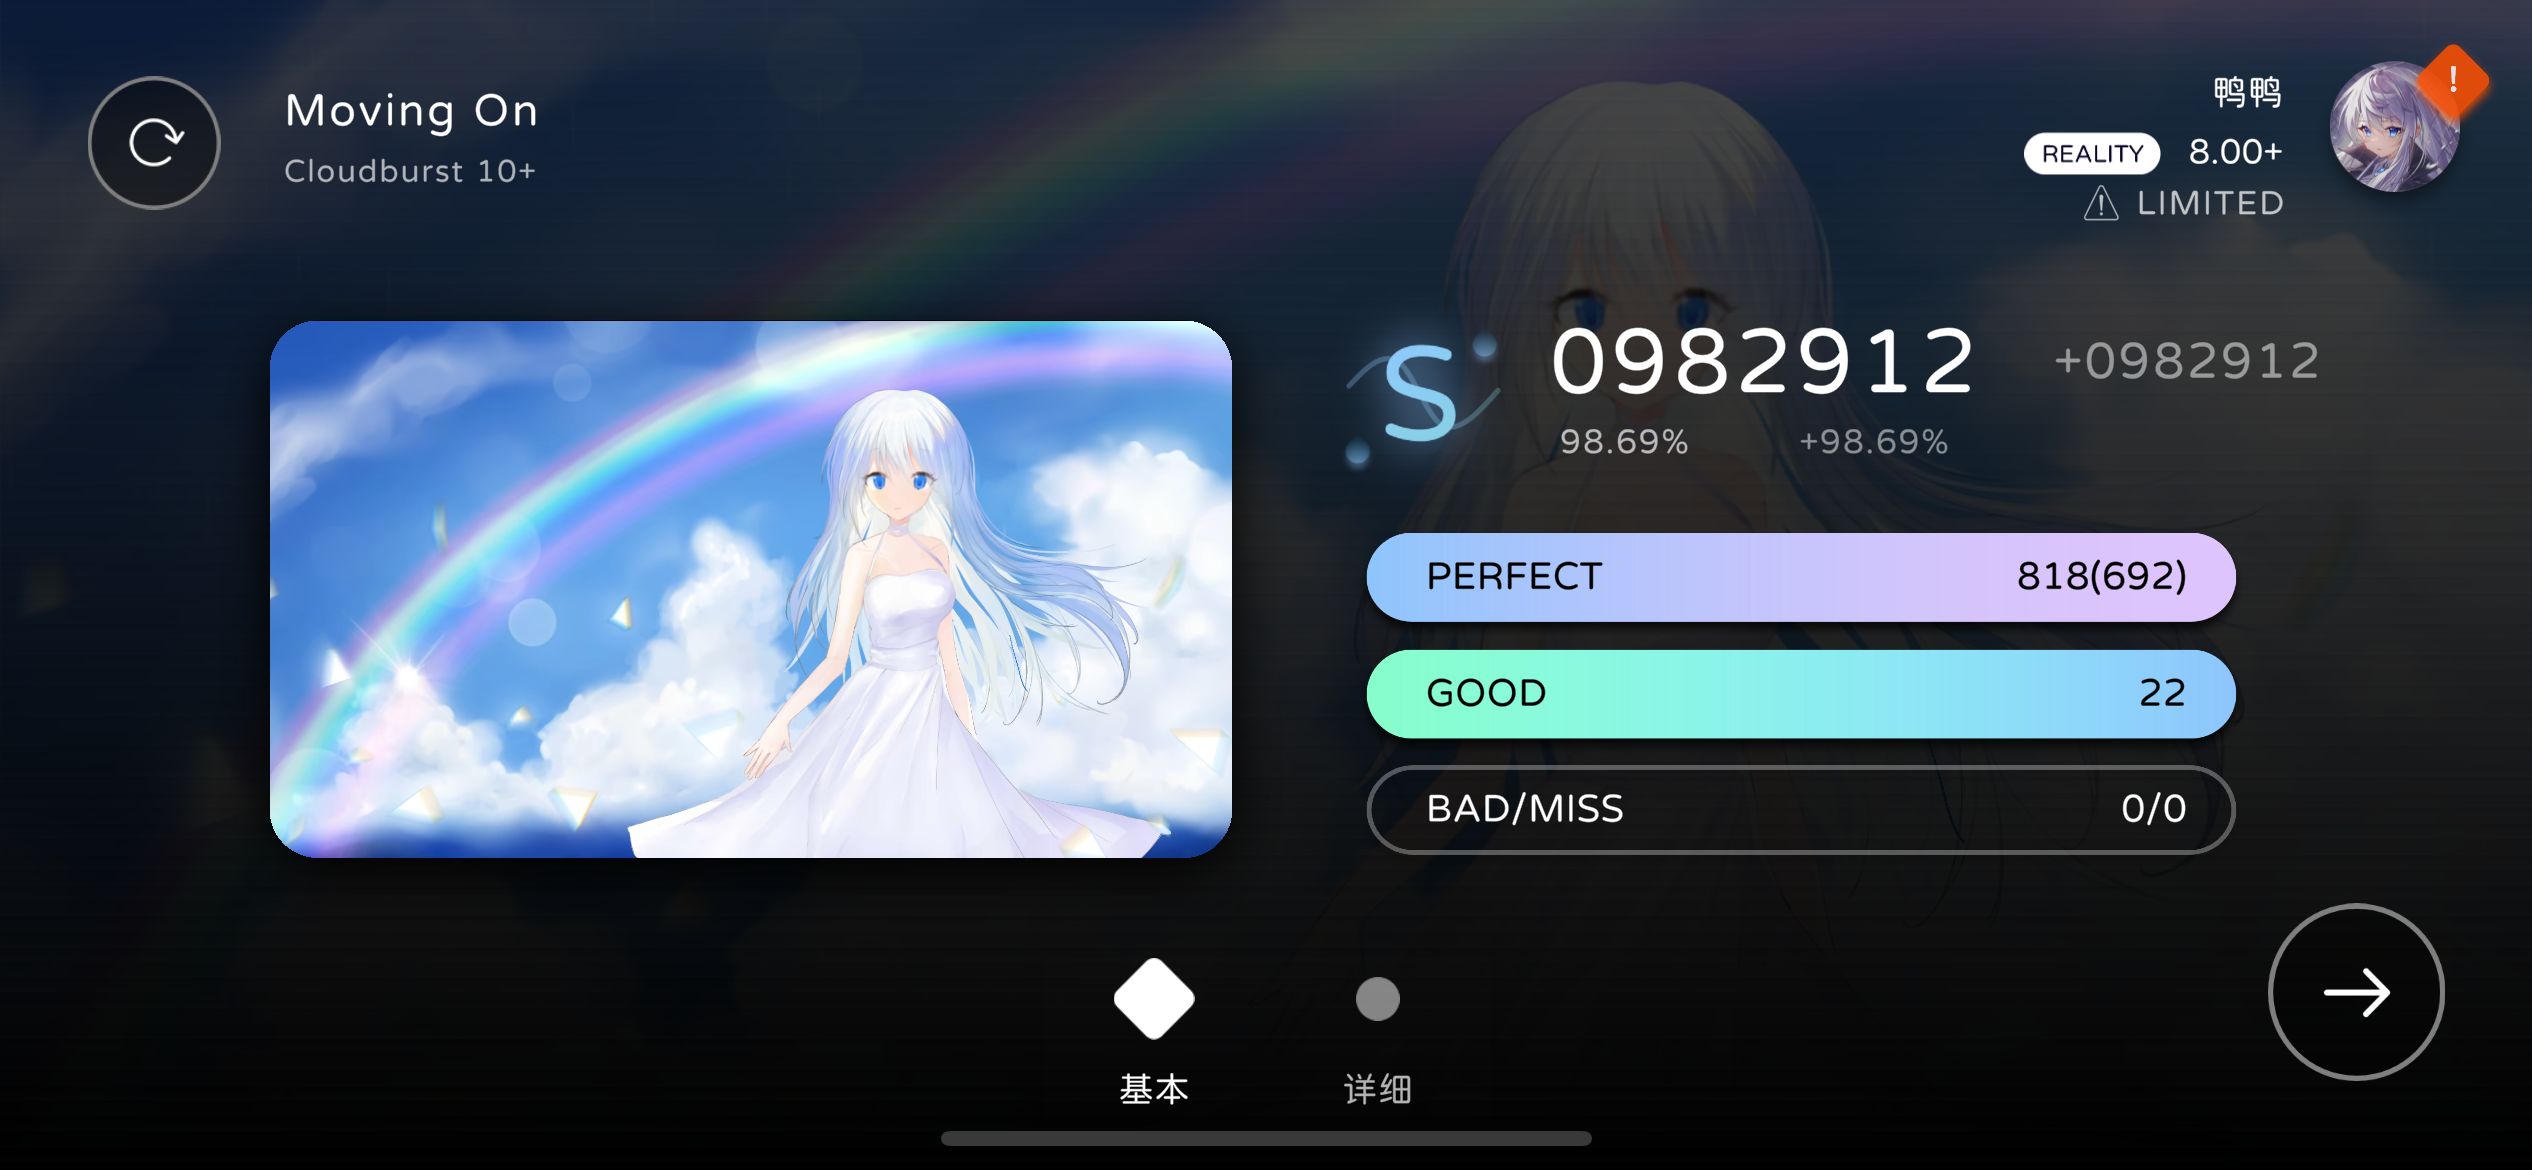 Moving On
Cloudburst 10+
鸭鸭
REALITY 8.00+
LIMITED
S 0982912 +0982912
98.69% +98.69%
PERFECT 818(692)
GOOD 22
BAD/MISS 0/0
基本 详细